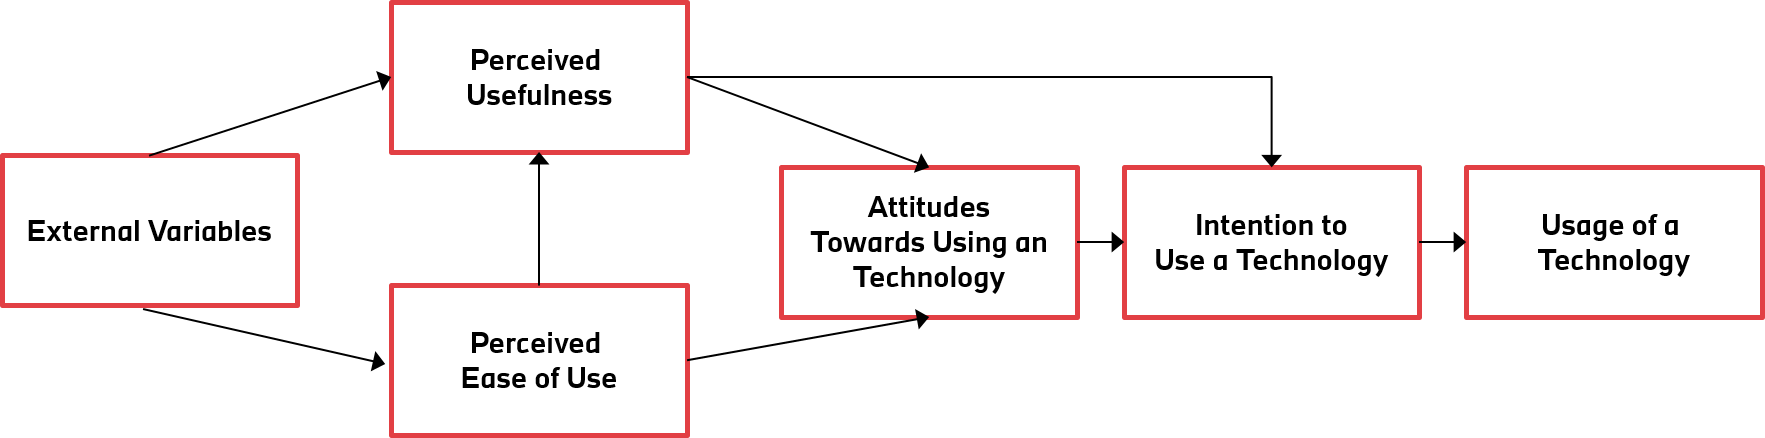 Perceived
Usefulness
External Variables
Attitudes
Towards Using an
Technology
Intention to
Use a Technology
Usage of a
Technology
Perceived
Ease of Use